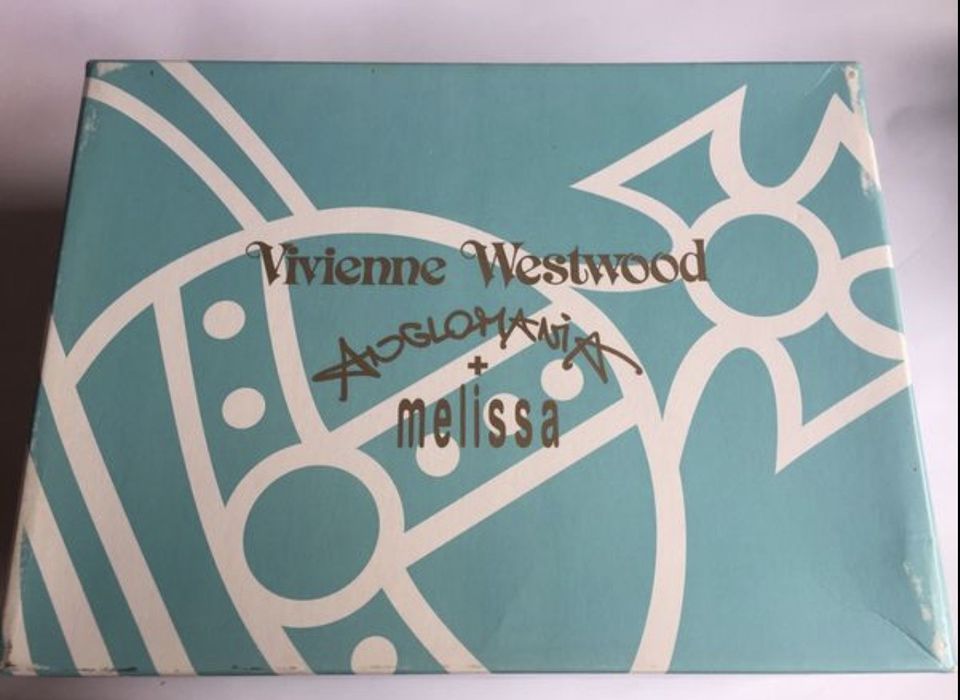 Vivienne Westwood
ANGLOMANIA
+
melissa